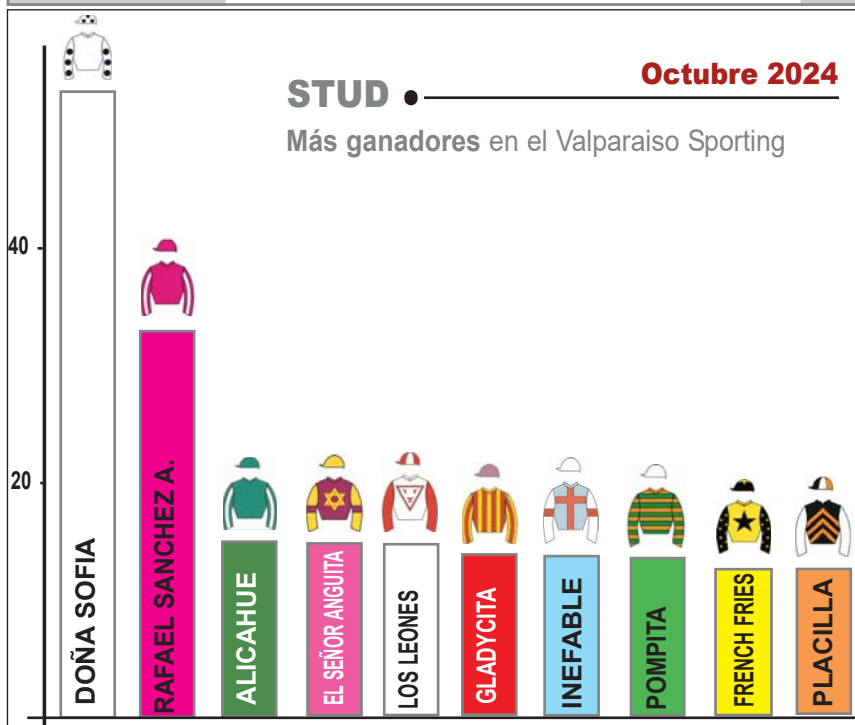 Octubre 2024
STUD
Más ganadores en el Valparaiso Sporting
40
20
DOÑA SOFIA
RAFAEL SANCHEZ A.
ALICAHUE
EL SEÑOR ANGUITA
LOS LEONES
GLADYCITA
INEFABLE
POMPITA
FRENCH FRIES
PLACILLA